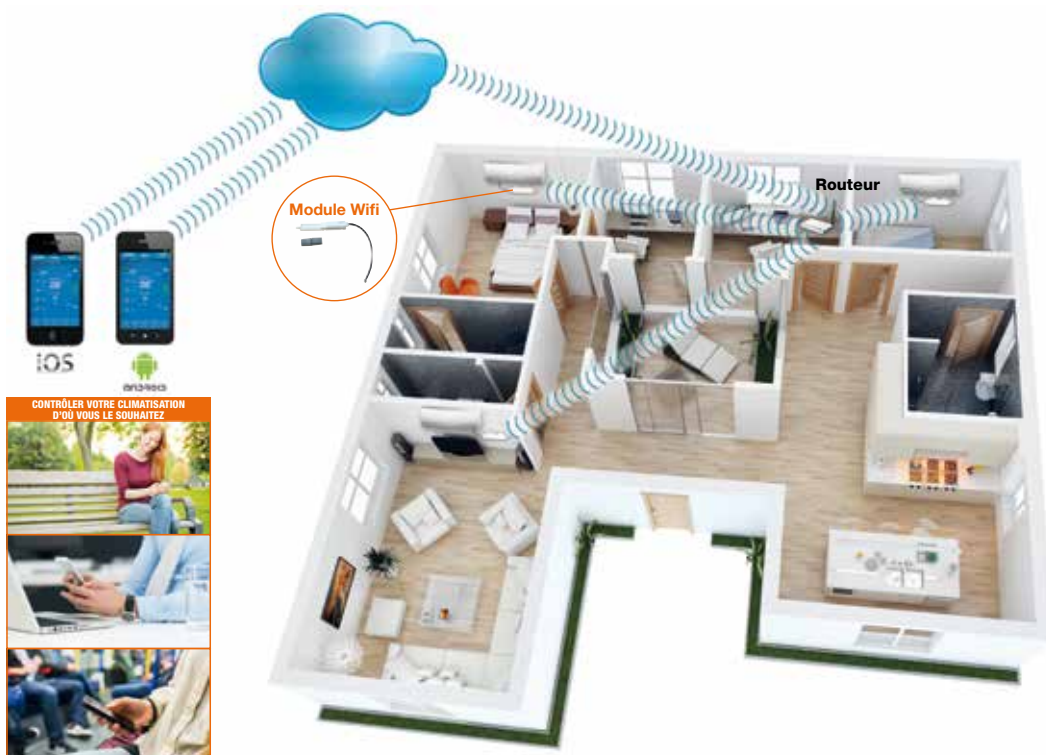 Routeur
Module Wifi
iOS
ANDROID
CONTRÔLER VOTRE CLIMATISATION
D'OÙ VOUS LE SOUHAITEZ